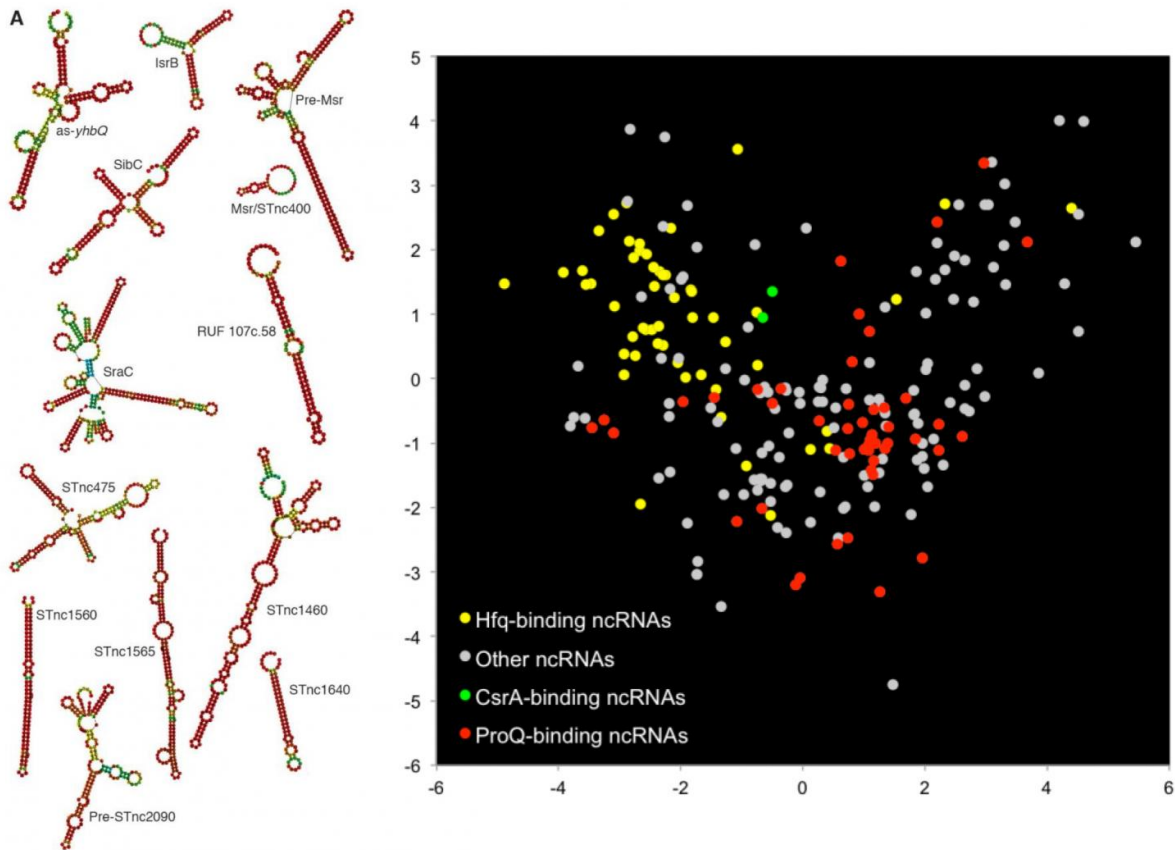 A
as-yhbQ
IsrB
Pre-Msr
SibC
Msr/STnc400
RUF 107c.58
SraC
STnc475
STnc1460
STnc1560
STnc1565
STnc1640
Pre-STnc2090
5
4
3
2
1
0
-1
-2
-3
-4
-5
-6
Hfq-binding ncRNAs
Other ncRNAs
CsrA-binding ncRNAs
ProQ-binding ncRNAs
-6 -4 -2 0 2 4 6